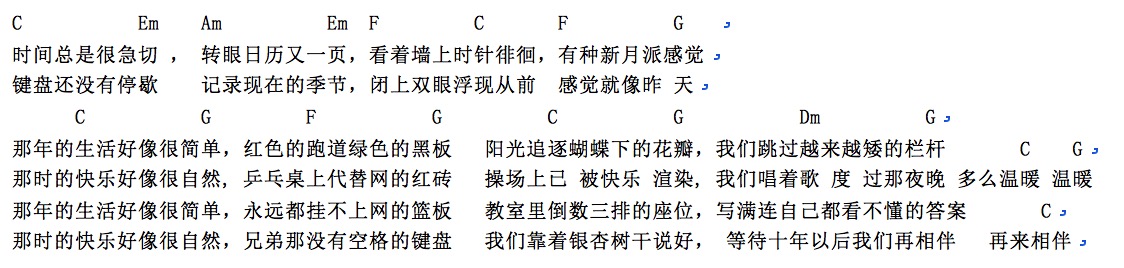 C Em Am Em F C F G
时间总是很急切 ， 转眼日历又一页，看着墙上时针徘徊，有种新月派感觉
键盘还没有停歇 记录现在的季节，闭上双眼浮现从前 感觉就像昨 天
C G F G C G Dm G
那年的生活好像很简单，红色的跑道绿色的黑板 阳光追逐蝴蝶下的花瓣，我们跳过越来越矮的栏杆 C G
那时的快乐好像很自然，乒乓桌上代替网的红砖 操场上已 被快乐 渲染，我们唱着歌 度 过那夜晚 多么温暖 温暖
那年的生活好像很简单，永远都挂不上网的篮板 教室里倒数三排的座位，写满连自己都看不懂的答案 C
那时的快乐好像很自然，兄弟那没有空格的键盘 我们靠着银杏树干说好， 等待十年以后我们再相伴 再来相伴